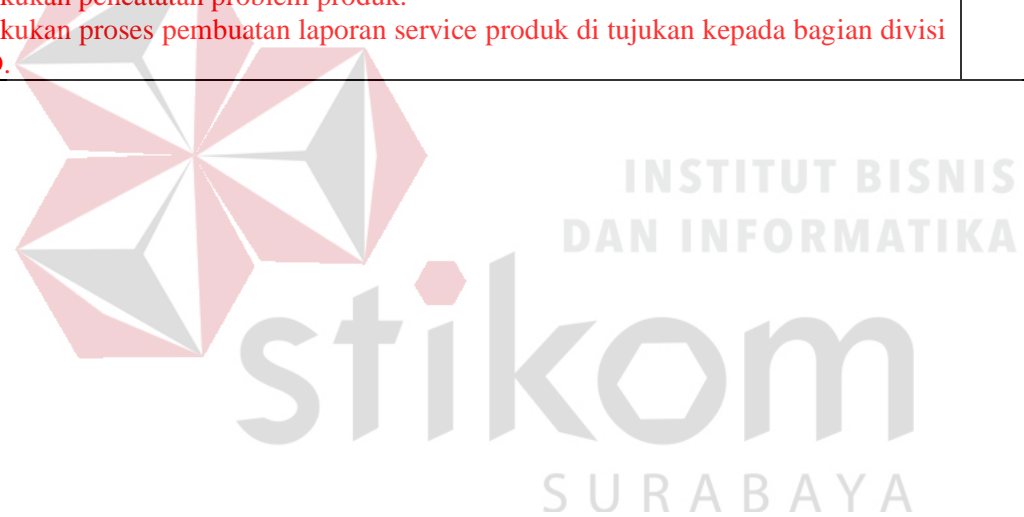 kukan pencatatan problem produk.
kukan proses pembuatan laporan service produk di tujukan kepada bagian divisi
.
INSTITUT BISNIS
DAN INFORMATIKA
stikom
SURABAYA